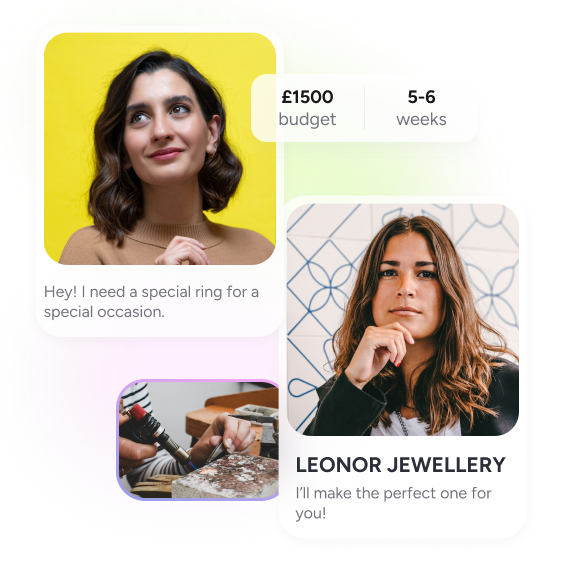 £1500
budget
5-6
weeks
Hey! I need a special ring for a
special occasion.
LEONOR JEWELLERY
I’ll make the perfect one for
you!